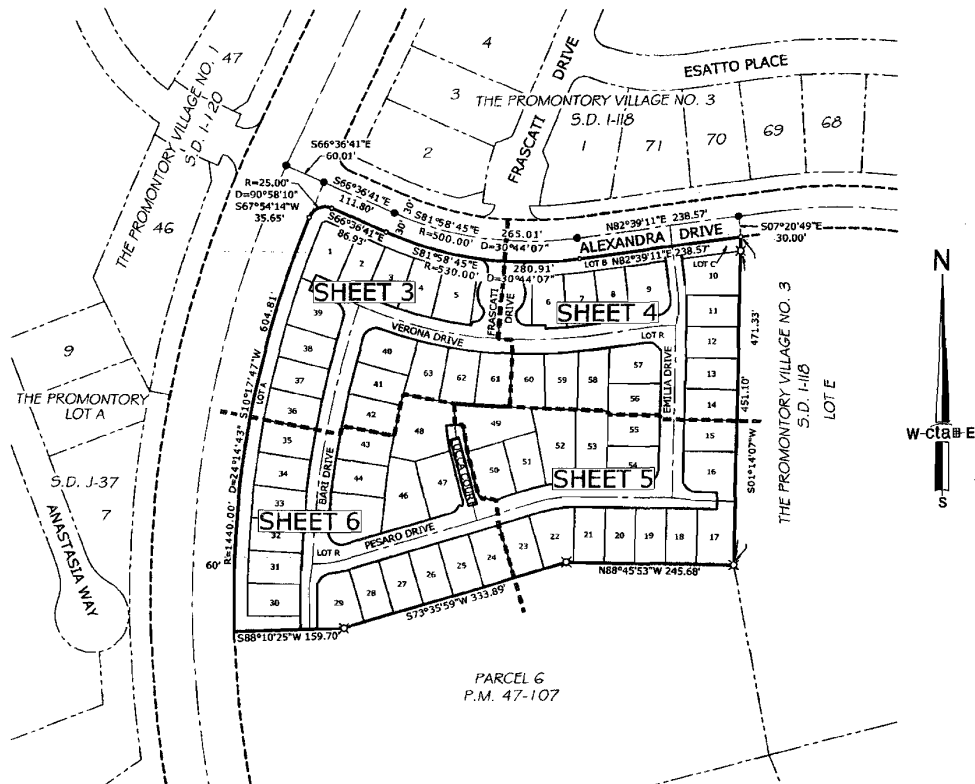 47
4
3
2
THE PROMONTORY VILLAGE NO. 1
S.D. I-120
46
FRASCATI DRIVE
ESATTO PLACE
THE PROMONTORY VILLAGE NO. 3
S.D. I-118
1
71
70
69
68
S66°36'41"E
60.01'
R=25.00'
D=90°58'10"
S67°54'14"W
35.65'
S66°36'41"E
111.80'
30'
30'
S66°36'41"E
86.93'
S81°58'45"E
R=500.00'
265.01'
D=30°44'07"
S81°58'45"E
R=530.00'
280.91'
D=30°44'07"
N82°39'11"E 238.57'
ALEXANDRA DRIVE
LOT B N82°39'11"E 238.57'
LOT C
S07°20'49"E
30.00'
N
W
E
S
1
2
3
4
5
6
7
8
9
10
SHEET 3
SHEET 4
FRASCATI
DRIVE
VERONA DRIVE
LOT R
EMILIA DRIVE
11
12
13
14
15
16
17
471.33'
451.10'
S01°14'07"W
THE PROMONTORY VILLAGE NO. 3
S.D. I-118
LOT E
604.81'
S10°17'47"W
LOT A
D=24°14'43"
R=1440.00'
60'
39
38
37
36
35
34
33
32
31
30
40
41
42
43
44
63
62
61
60
59
58
57
56
55
54
53
52
51
50
49
48
47
46
LUCCA COURT
BARI DRIVE
SHEET 5
SHEET 6
LOT R
PESARO DRIVE
29
28
27
26
25
24
23
22
21
20
19
18
N88°45'53"W 245.68'
S73°35'59"W 333.89'
S88°10'25"W 159.70'
9
THE PROMONTORY
LOT A
S.D. J-37
7
ANASTASIA WAY
PARCEL 6
P.M. 47-107